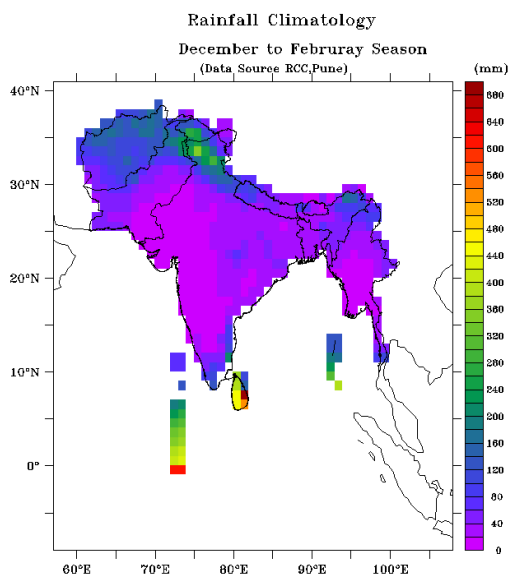 Rainfall Climatology
December to Februray Season
(Data Source RCC,Pune)
(mm)
40°N
30°N
20°N
10°N
0°
60°E 70°E 80°E 90°E 100°E
680
600
560
520
480
440
400
360
320
280
240
200
160
120
80
40
0